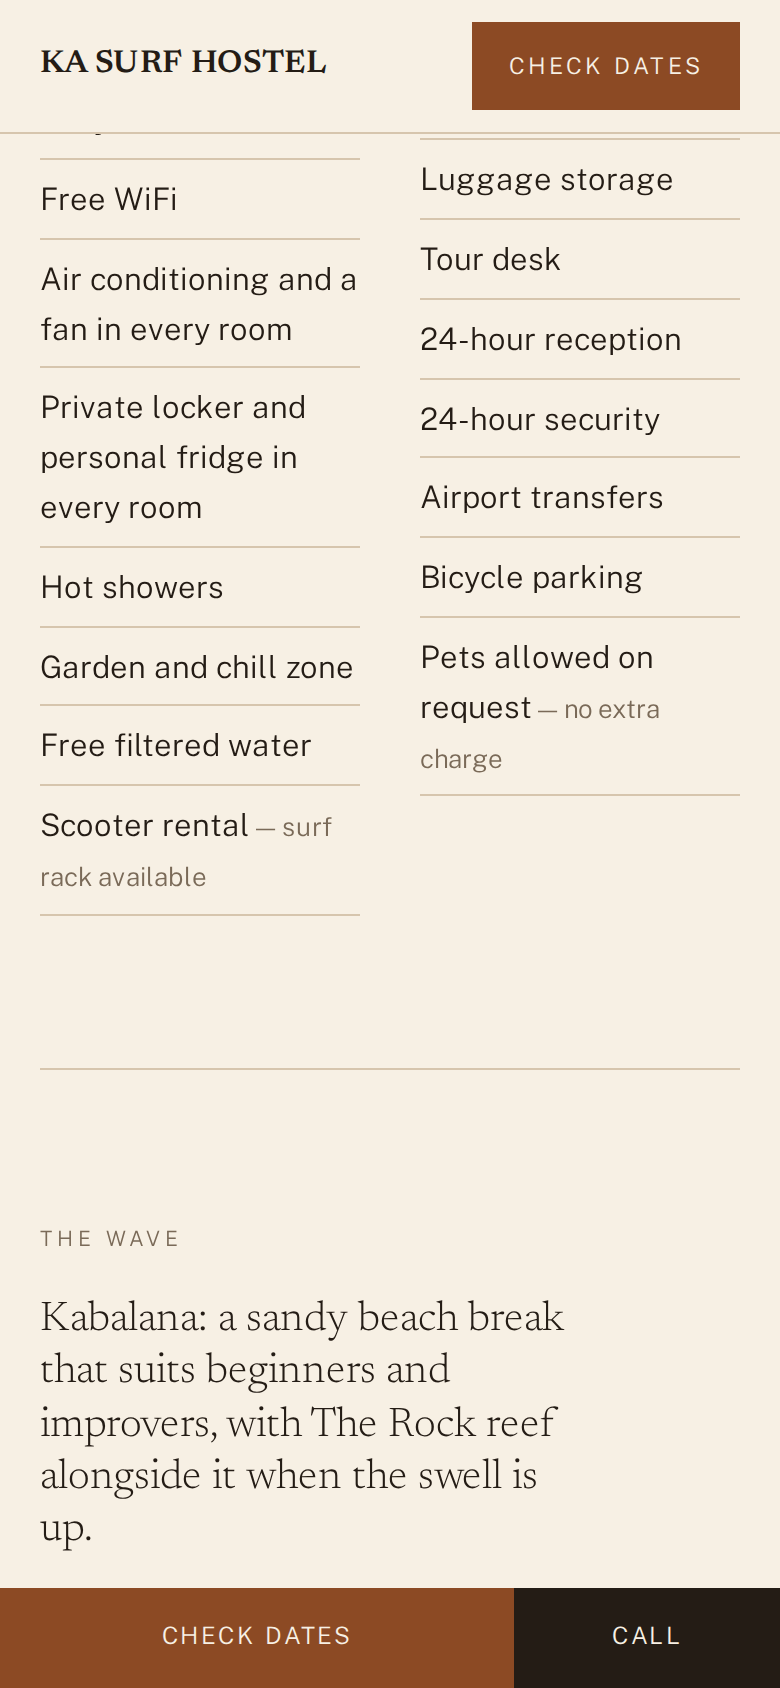 KA SURF HOSTEL
CHECK DATES
Free WiFi
Air conditioning and a
fan in every room
Private locker and
personal fridge in
every room
Hot showers
Garden and chill zone
Free filtered water
Scooter rental — surf
rack available
Luggage storage
Tour desk
24-hour reception
24-hour security
Airport transfers
Bicycle parking
Pets allowed on
request — no extra
charge
THE WAVE
Kabalana: a sandy beach break
that suits beginners and
improvers, with The Rock reef
alongside it when the swell is
up.
CHECK DATES
CALL